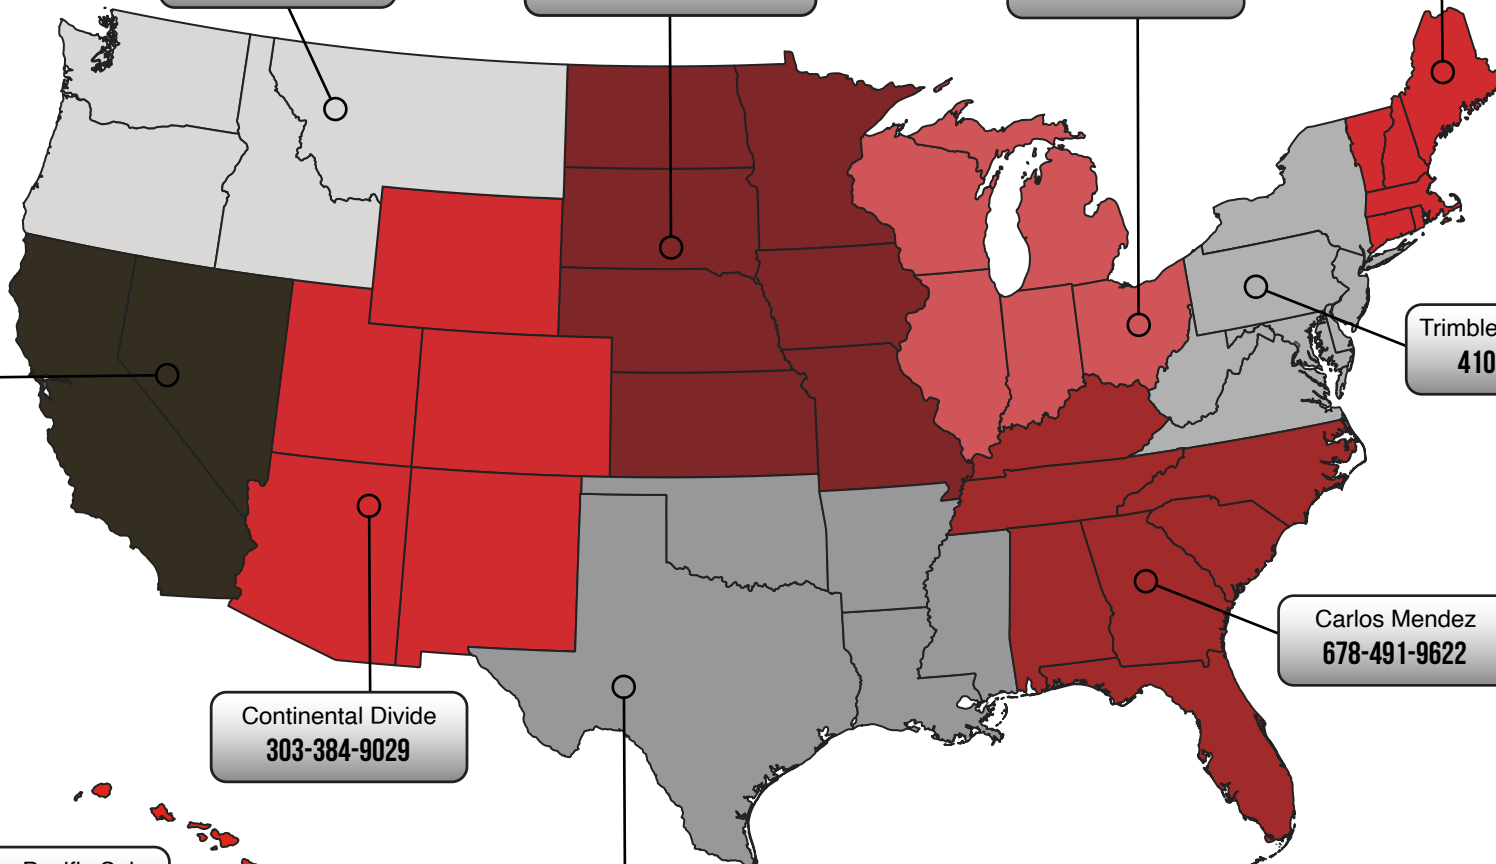 Trimble
410
Carlos Mendez
678-491-9622
Continental Divide
303-384-9029